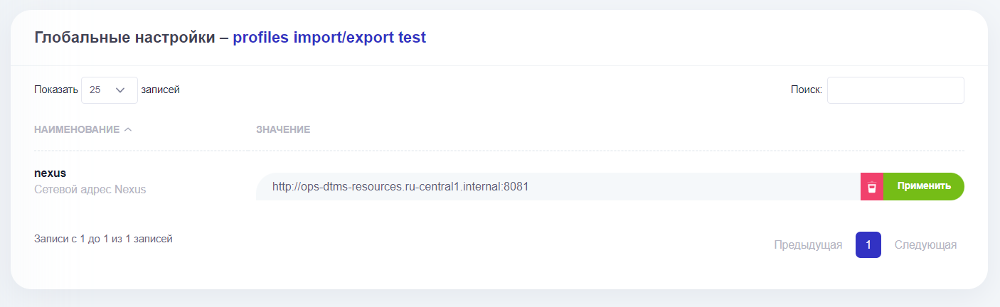 Глобальные настройки – profiles import/export test
Показать 25 записей
Поиск:
НАИМЕНОВАНИЕ
ЗНАЧЕНИЕ
nexus
Сетевой адрес Nexus
http://ops-dtms-resources.ru-central1.internal:8081
Применить
Записи с 1 до 1 из 1 записей
Предыдущая 1 Следующая